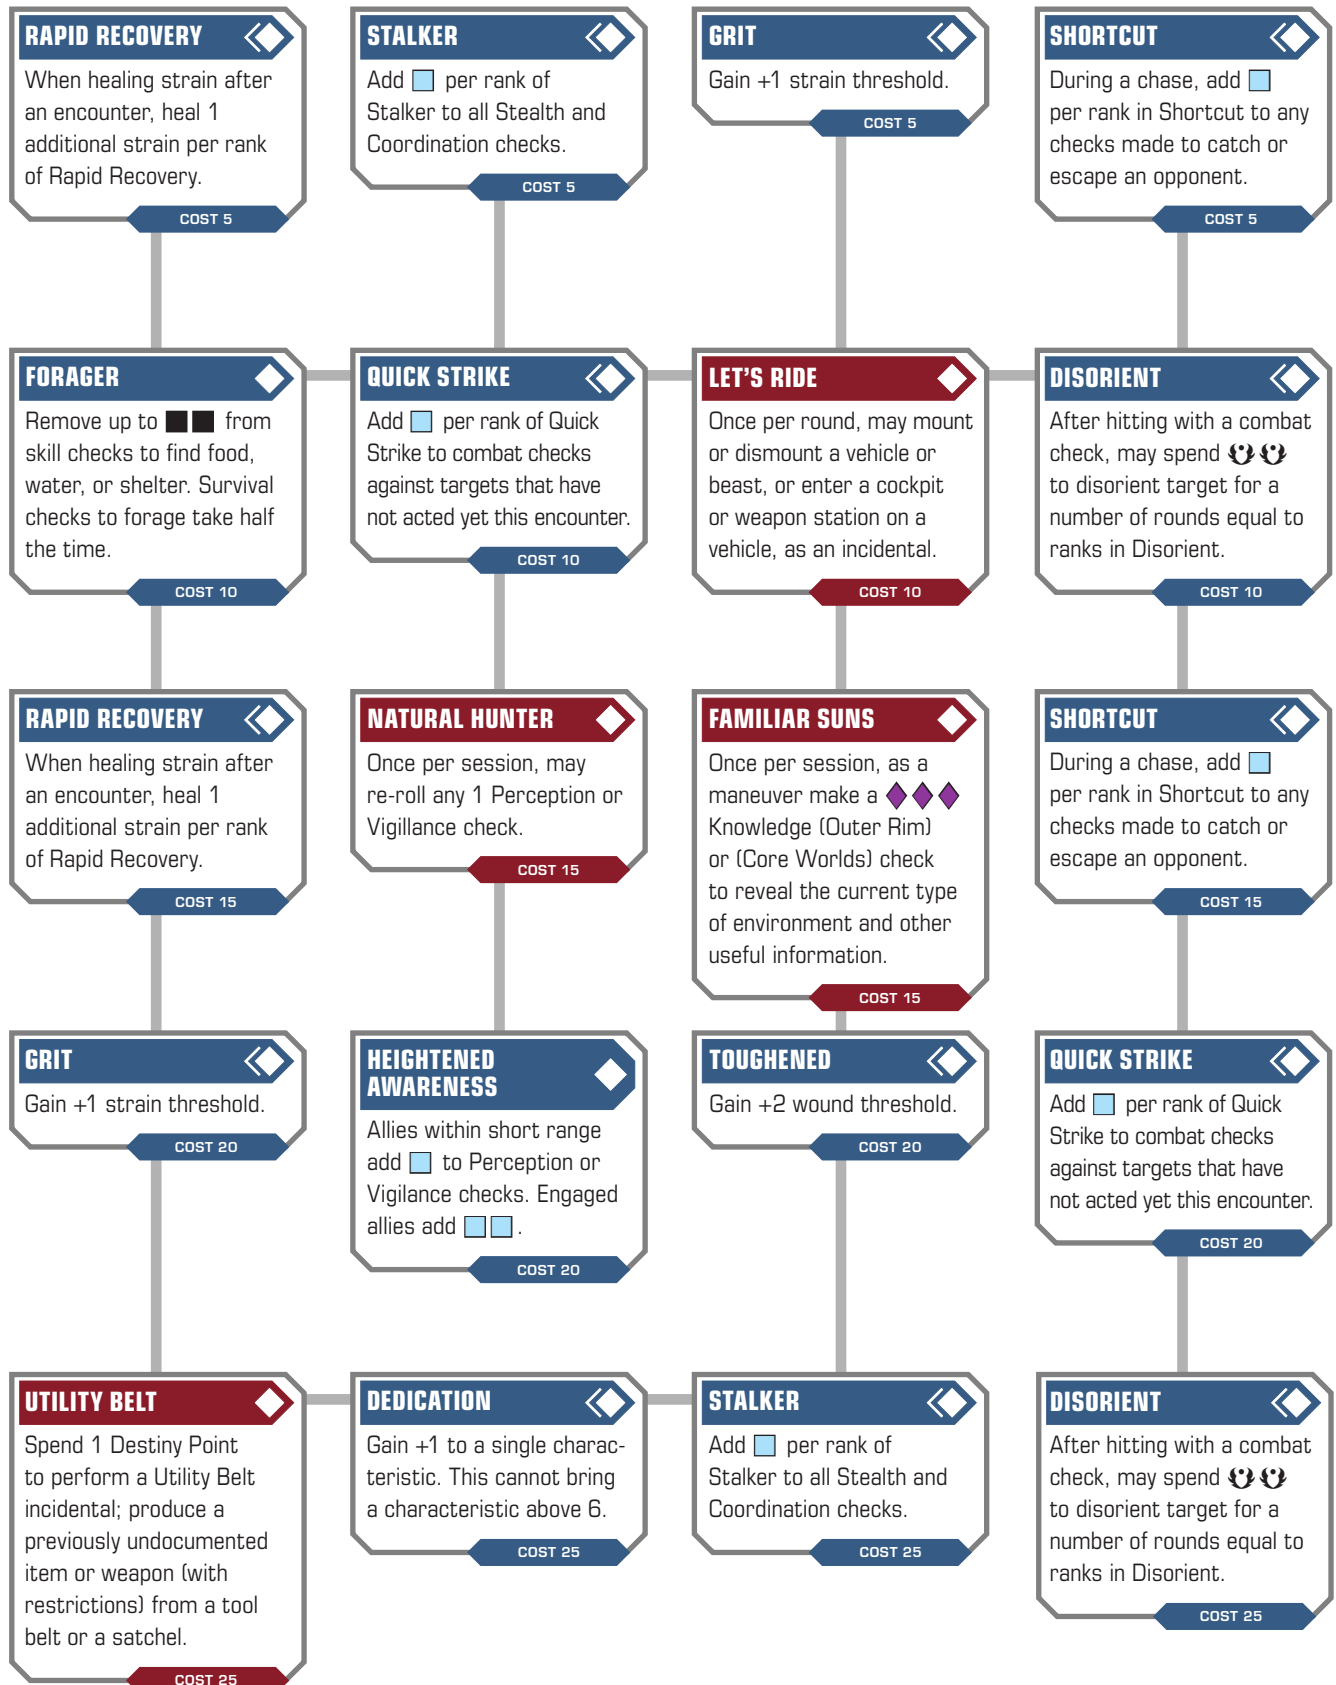 RAPID RECOVERY
When healing strain after
an encounter, heal 1
additional strain per rank
of Rapid Recovery.
COST 5
STALKER
Add per rank of
Stalker to all Stealth and
Coordination checks.
COST 5
GRIT
Gain +1 strain threshold.
COST 5
SHORTCUT
During a chase, add
per rank in Shortcut to any
checks made to catch or
escape an opponent.
COST 5
FORAGER
Remove up to from
skill checks to find food,
water, or shelter. Survival
checks to forage take half
the time.
COST 10
QUICK STRIKE
Add per rank of Quick
Strike to combat checks
against targets that have
not acted yet this encounter.
COST 10
LET'S RIDE
Once per round, may mount
or dismount a vehicle or
beast, or enter a cockpit
or weapon station on a
vehicle, as an incidental.
COST 10
DISORIENT
After hitting with a combat
check, may spend
to disorient target for a
number of rounds equal to
ranks in Disorient.
COST 10
RAPID RECOVERY
When healing strain after
an encounter, heal 1
additional strain per rank
of Rapid Recovery.
COST 15
NATURAL HUNTER
Once per session, may
re-roll any 1 Perception or
Vigillance check.
COST 15
FAMILIAR SUNS
Once per session, as a
maneuver make a
Knowledge (Outer Rim)
or (Core Worlds) check
to reveal the current type
of environment and other
useful information.
COST 15
SHORTCUT
During a chase, add
per rank in Shortcut to any
checks made to catch or
escape an opponent.
COST 15
GRIT
Gain +1 strain threshold.
COST 20
HEIGHTENED
AWARENESS
Allies within short range
add to Perception or
Vigilance checks. Engaged
allies add .
COST 20
TOUGHENED
Gain +2 wound threshold.
COST 20
QUICK STRIKE
Add per rank of Quick
Strike to combat checks
against targets that have
not acted yet this encounter.
COST 20
UTILITY BELT
Spend 1 Destiny Point
to perform a Utility Belt
incidental; produce a
previously undocumented
item or weapon (with
restrictions) from a tool
belt or a satchel.
COST 25
DEDICATION
Gain +1 to a single charac-
teristic. This cannot bring
a characteristic above 6.
COST 25
STALKER
Add per rank of
Stalker to all Stealth and
Coordination checks.
COST 25
DISORIENT
After hitting with a combat
check, may spend
to disorient target for a
number of rounds equal to
ranks in Disorient.
COST 25